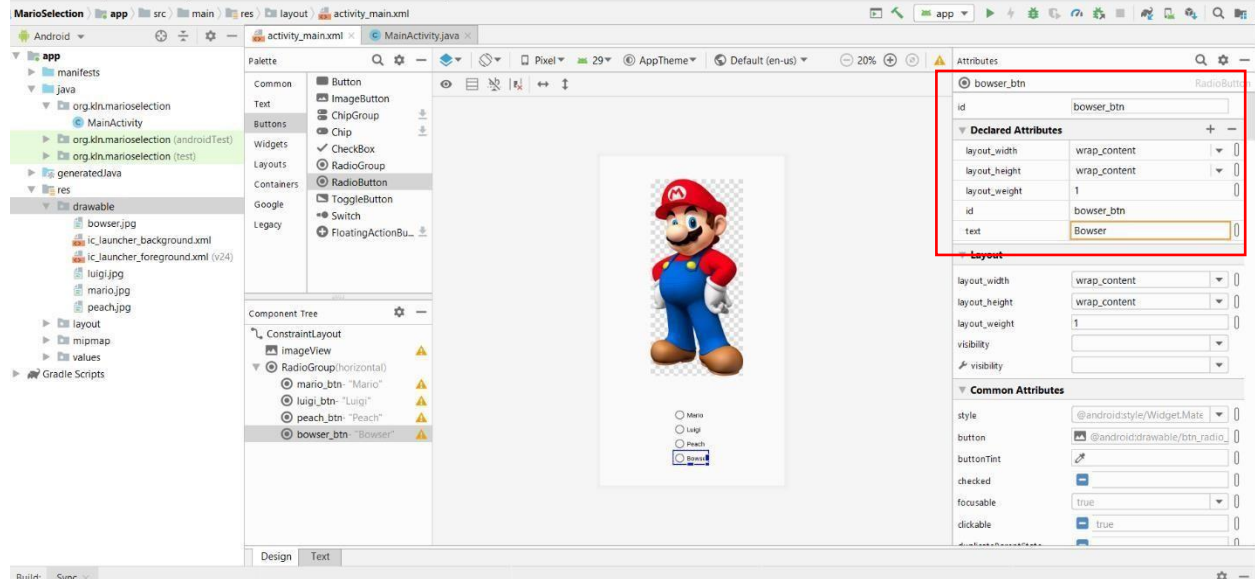 MarioSelection app src main res layout activity_main.xml
app
Android
activity_main.xml
MainActivity.java
app
manifests
java
org.kln.marioselection
MainActivity
org.kln.marioselection (androidTest)
org.kln.marioselection (test)
generatedJava
res
drawable
bowser.jpg
ic_launcher_background.xml
ic_launcher_foreground.xml (v24)
luigi.jpg
mario.jpg
peach.jpg
layout
mipmap
values
Gradle Scripts
Palette
Common
Text
Buttons
Widgets
Layouts
Containers
Google
Legacy
Button
ImageButton
ChipGroup
Chip
CheckBox
RadioGroup
RadioButton
ToggleButton
Switch
FloatingActionBu...
Component Tree
ConstraintLayout
imageView
RadioGroup(horizontal)
mario_btn- "Mario"
luigi_btn- "Luigi"
peach_btn- "Peach"
bowser_btn- "Bowser"
Pixel 29 AppTheme Default (en-us) 20%
M
Mario
Luigi
Peach
Bowser
Design Text
Attributes
bowser_btn RadioButton
id bowser_btn
Declared Attributes
layout_width wrap_content
layout_height wrap_content
layout_weight 1
id bowser_btn
text Bowser
Layout
layout_width wrap_content
layout_height wrap_content
layout_weight 1
visibility
visibility
Common Attributes
style @android:style/Widget.Mate
button @android:drawable/btn_radio_
buttonTint
checked
focusable true
clickable true
duplicateParentState
Build: Sync